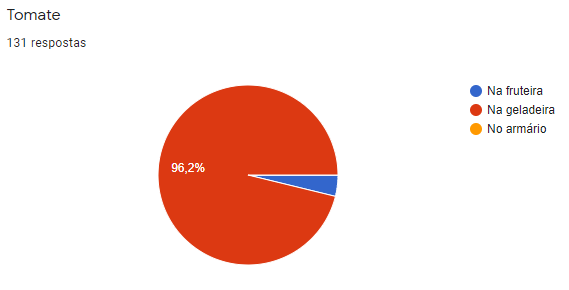 Tomate
131 respostas
Na fruteira
Na geladeira
No armário
96,2%